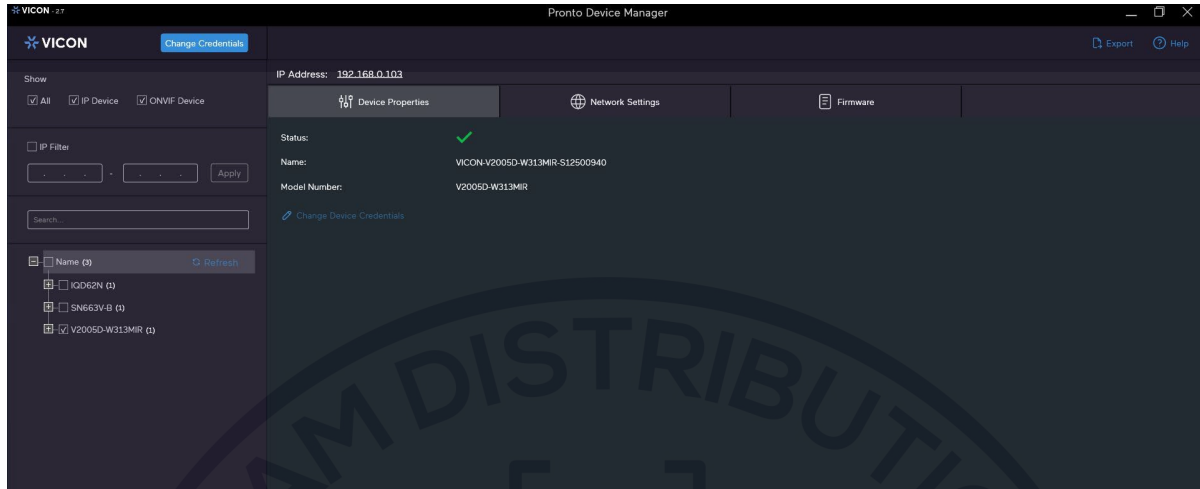 VICON - 2.7
Pronto Device Manager
VICON
Change Credentials
Export
Help
Show
All
IP Device
ONVIF Device
IP Filter
. . . - . . .
Apply
Search...
Name (3)
Refresh
IQD62N (1)
SN663V-B (1)
V2005D-W313MIR (1)
IP Address: 192.168.0.103
Device Properties
Network Settings
Firmware
Status:
Name: VICON-V2005D-W313MIR-S12500940
Model Number: V2005D-W313MIR
Change Device Credentials
AM DISTRIBUTIO